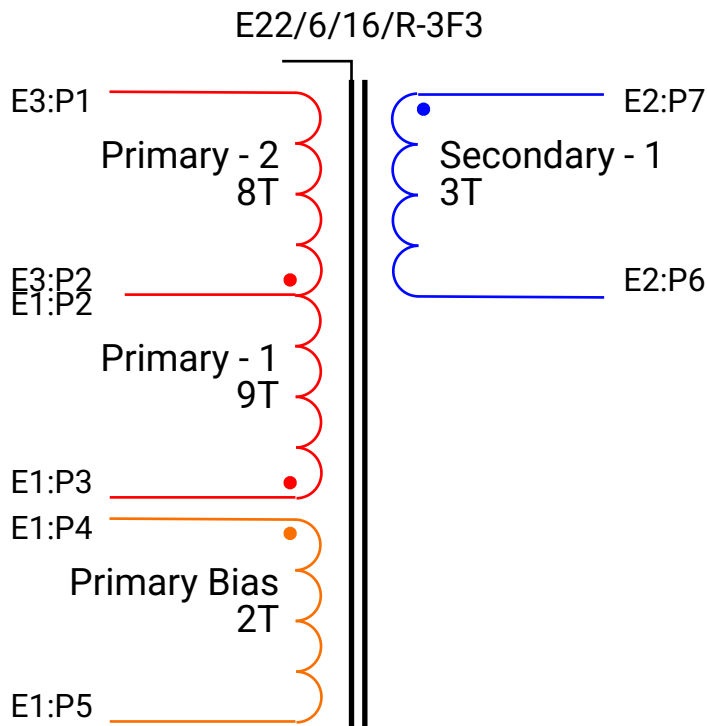 E22/6/16/R-3F3
E3:P1
Primary - 2
8T
E3:P2
E1:P2
Primary - 1
9T
E1:P3
E1:P4
Primary Bias
2T
E1:P5
E2:P7
Secondary - 1
3T
E2:P6